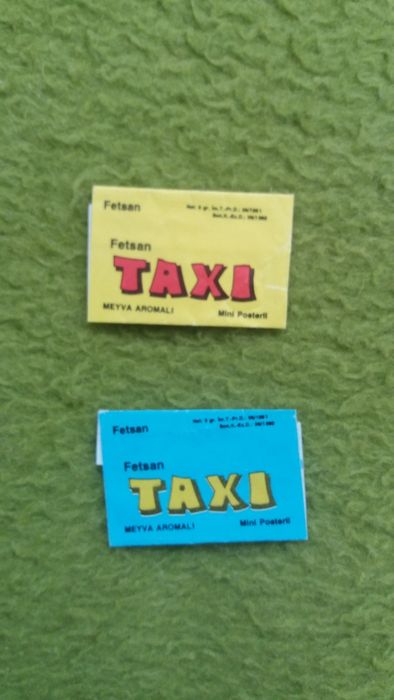 Fetsan
Fetsan
TAXI
MEYVA AROMALI
Mini Posterli
Fetsan
Fetsan
TAXI
MEYVA AROMALI
Mini Posterli